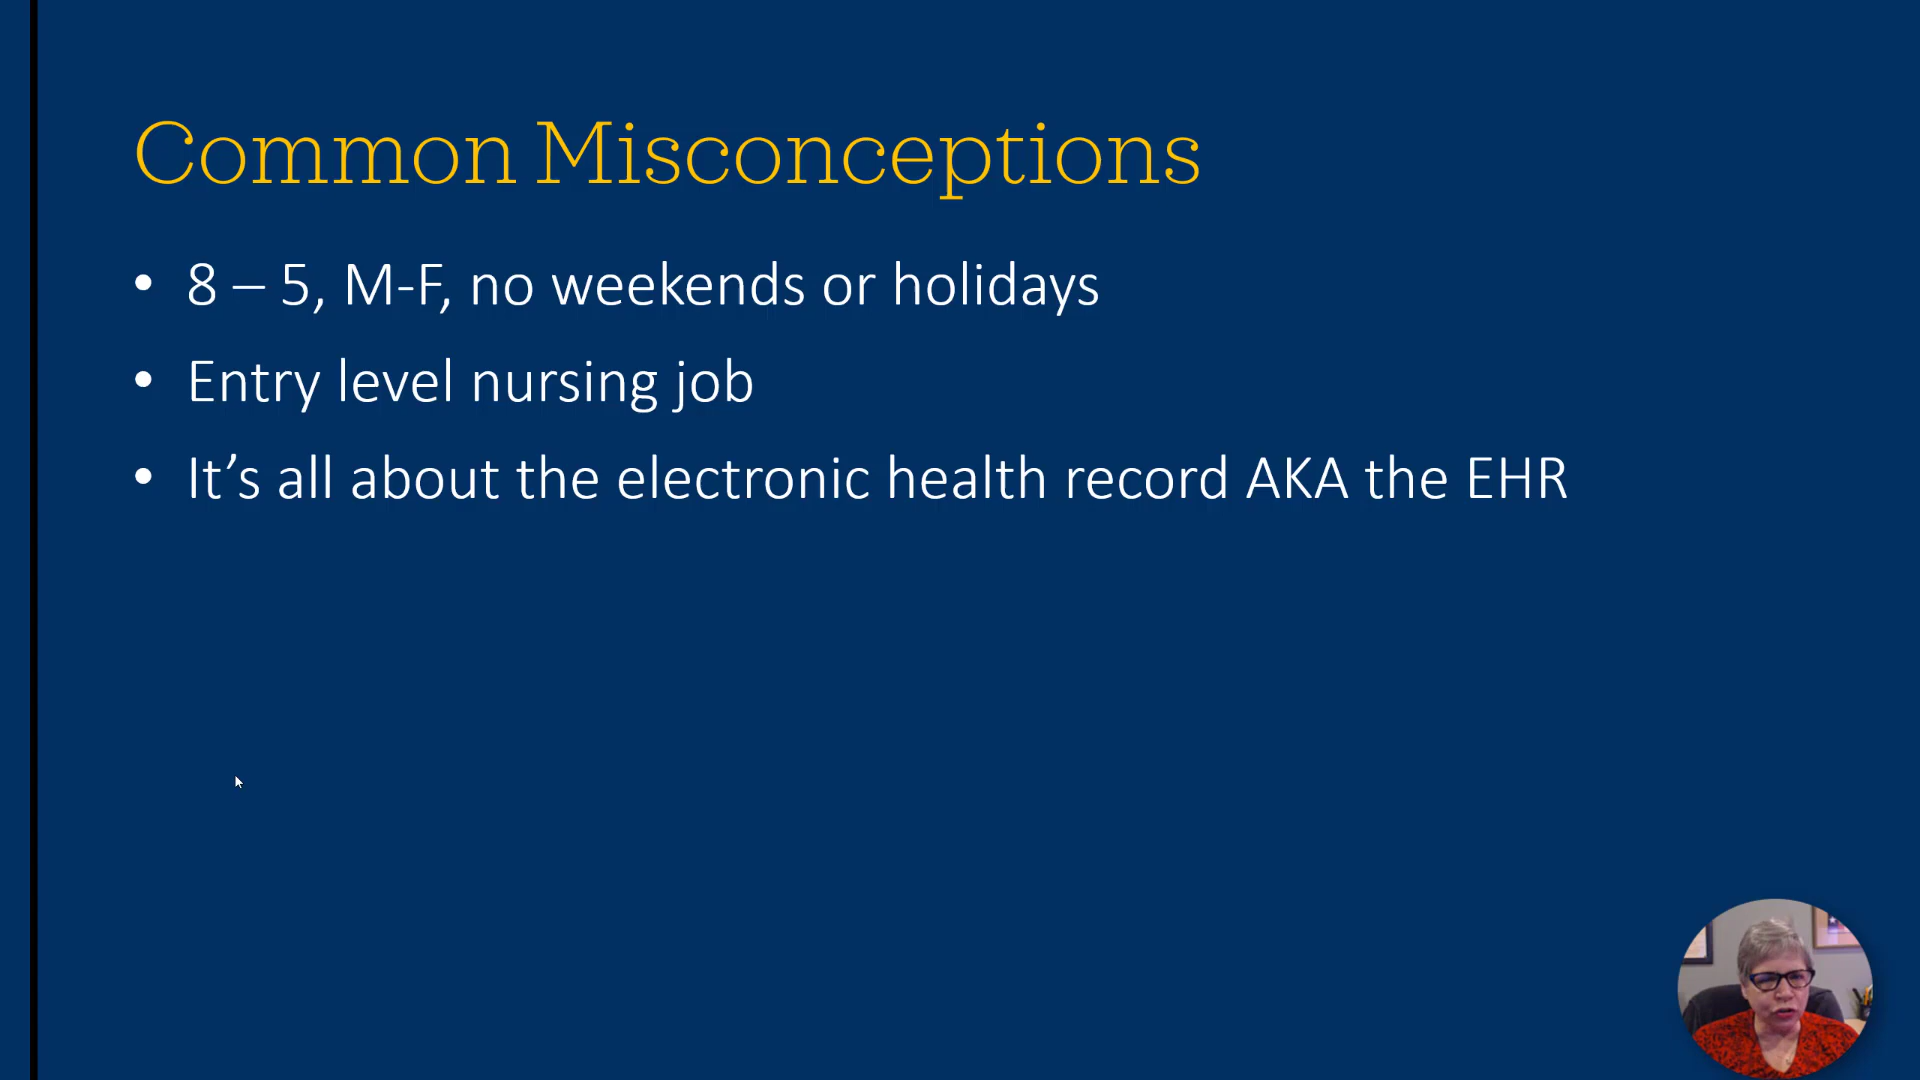 Common Misconceptions
• 8 – 5, M-F, no weekends or holidays
• Entry level nursing job
• It’s all about the electronic health record AKA the EHR